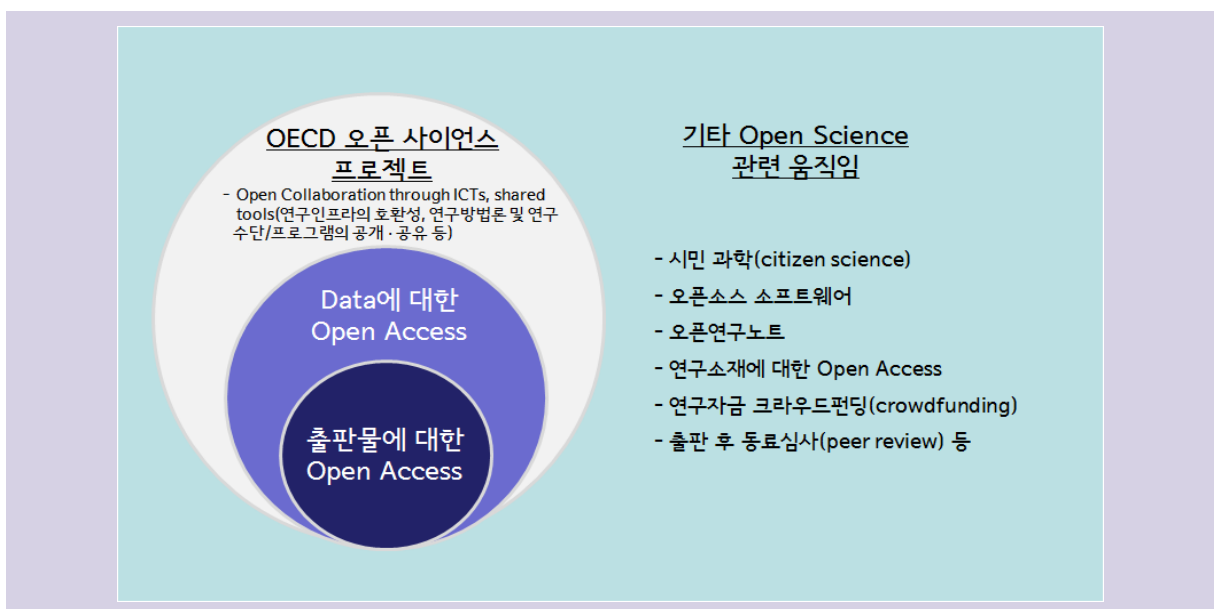 OECD 오픈 사이언스
프로젝트
- Open Collaboration through ICTs, shared
tools(연구인프라의 호환성, 연구방법론 및 연구
수단/프로그램의 공개 · 공유 등)
Data에 대한
Open Access
출판물에 대한
Open Access
기타 Open Science
관련 움직임
- 시민 과학(citizen science)
- 오픈소스 소프트웨어
- 오픈연구노트
- 연구소재에 대한 Open Access
- 연구자금 크라우드펀딩(crowdfunding)
- 출판 후 동료심사(peer review) 등